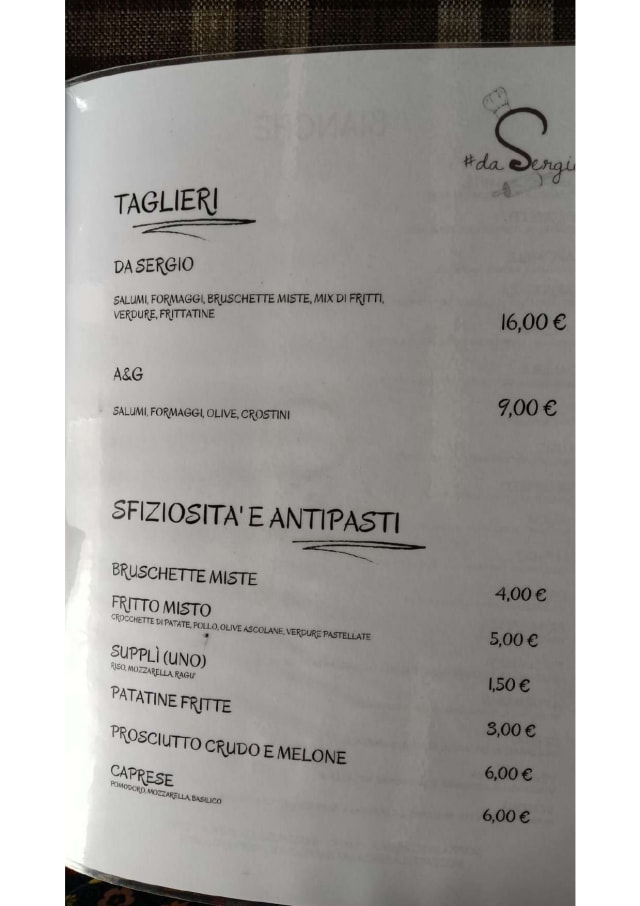 #da Sergio
TAGLIERI
DA SERGIO
SALUMI, FORMAGGI, BRUSCHETTE MISTE, MIX DI FRITTI,
VERDURE, FRITTATINE
16,00 €
A&G
SALUMI, FORMAGGI, OLIVE, CROSTINI
9,00 €
SFIZIOSITA' E ANTIPASTI
BRUSCHETTE MISTE
4,00 €
FRITTO MISTO
CROCCHETTE DI PATATE, POLLO, OLIVE ASCOLANE, VERDURE PASTELLATE
5,00 €
SUPPLÌ (UNO)
RISO, MOZZARELLA, RAGU'
1,50 €
PATATINE FRITTE
3,00 €
PROSCIUTTO CRUDO E MELONE
6,00 €
CAPRESE
POMODORO, MOZZARELLA, BASILICO
6,00 €